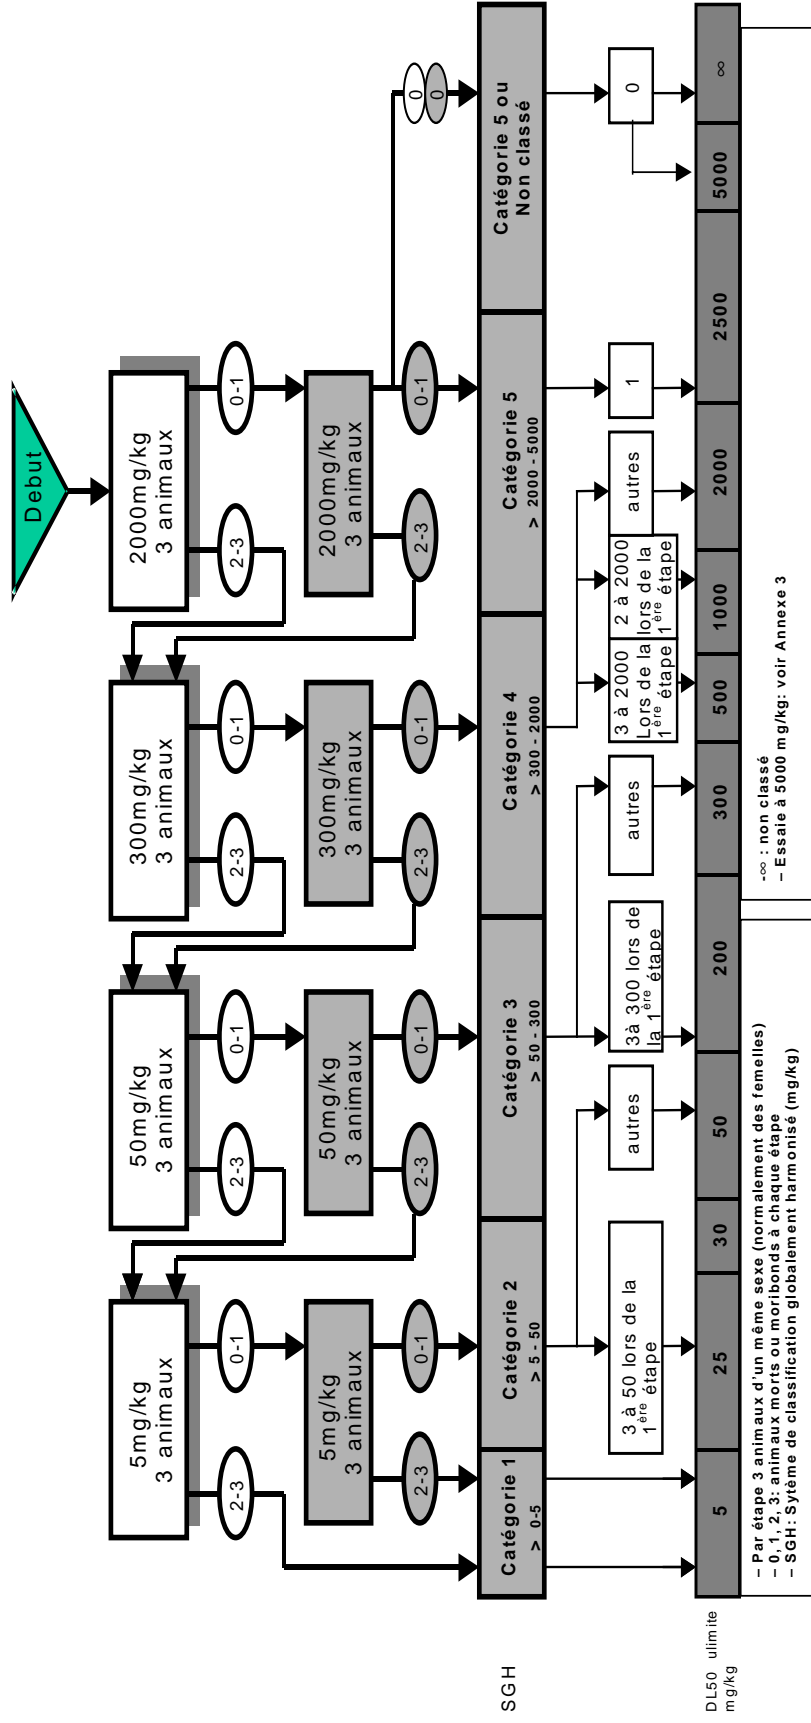 Debut
5mg/kg
3 animaux
50mg/kg
3 animaux
300mg/kg
3 animaux
2000mg/kg
3 animaux
2-3
0-1
2-3
0-1
2-3
0-1
2-3
0-1
5mg/kg
3 animaux
50mg/kg
3 animaux
300mg/kg
3 animaux
2000mg/kg
3 animaux
2-3
0-1
2-3
0-1
2-3
0-1
2-3
0-1
0
0
SGH
Catégorie 1
> 0-5
Catégorie 2
> 5 - 50
Catégorie 3
> 50 - 300
Catégorie 4
> 300 - 2000
Catégorie 5
> 2000 - 5000
Catégorie 5 ou
Non classé
3 à 50 lors de la
1ère étape
autres
3à 300 lors de
la 1ère étape
autres
3 à 2000
Lors de la
1ère étape
2 à 2000
lors de la
1ère étape
autres
1
0
DL50 ulimite
mg/kg
5
25
30
50
200
300
500
1000
2000
2500
5000
∞
– Par étape 3 animaux d'un même sexe (normalement des femelles)
– 0, 1, 2, 3: animaux morts ou moribonds à chaque étape
– SGH: Sytème de classification globalement harmonisé (mg/kg)
-∞ : non classé
– Essaie à 5000 mg/kg: voir Annexe 3